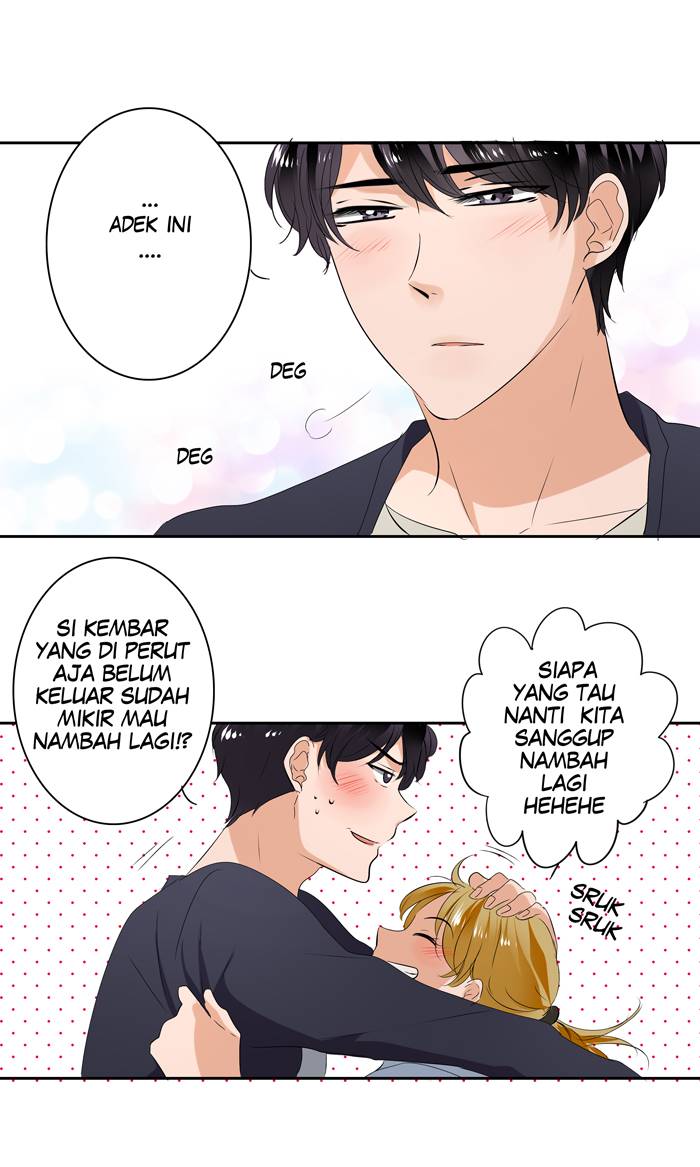 ...
ADEK INI
....
DEG
DEG
SI KEMBAR
YANG DI PERUT
AJA BELUM
KELUAR SUDAH
MIKIR MAU
NAMBAH LAGI!?
SIAPA
YANG TAU
NANTI KITA
SANGGUP
NAMBAH
LAGI
HEHEHE
SRUK
SRUK